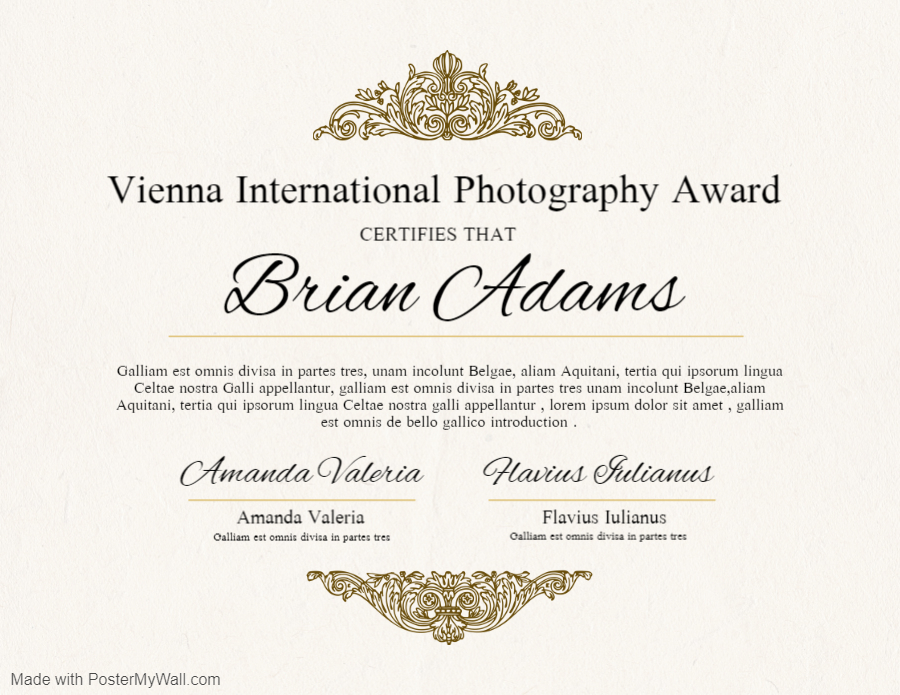 Vienna International Photography Award
CERTIFIES THAT
Brian Adams
Galliam est omnis divisa in partes tres, unam incolunt Belgae, aliam Aquitani, tertia qui ipsorum lingua
Celtae nostra Galli appellantur, galliam est omnis divisa in partes tres unam incolunt Belgae,aliam
Aquitani, tertia qui ipsorum lingua Celtae nostra galli appellantur , lorem ipsum dolor sit amet , galliam
est omnis de bello gallico introduction .
Amanda Valeria
Flavius Iulianus
Amanda Valeria
Flavius Iulianus
Galliam est omnis divisa in partes tres
Galliam est omnis divisa in partes tres
Made with PosterMyWall.com